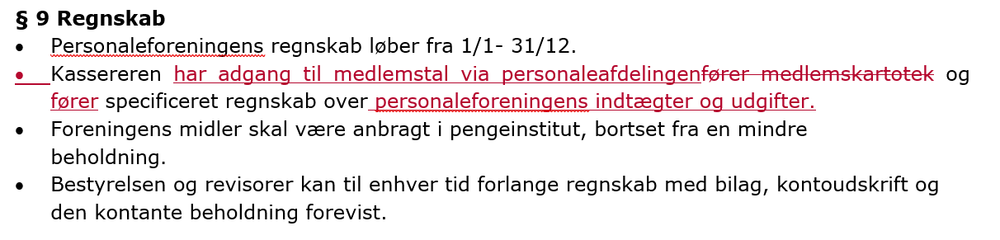 § 9 Regnskab
• Personaleforeningens regnskab løber fra 1/1- 31/12.
• Kassereren har adgang til medlemstal via personaleafdelingenfører medlemskartotek og
fører specificeret regnskab over personaleforeningens indtægter og udgifter.
• Foreningens midler skal være anbragt i pengeinstitut, bortset fra en mindre
beholdning.
• Bestyrelsen og revisorer kan til enhver tid forlange regnskab med bilag, kontoudskrift og
den kontante beholdning forevist.